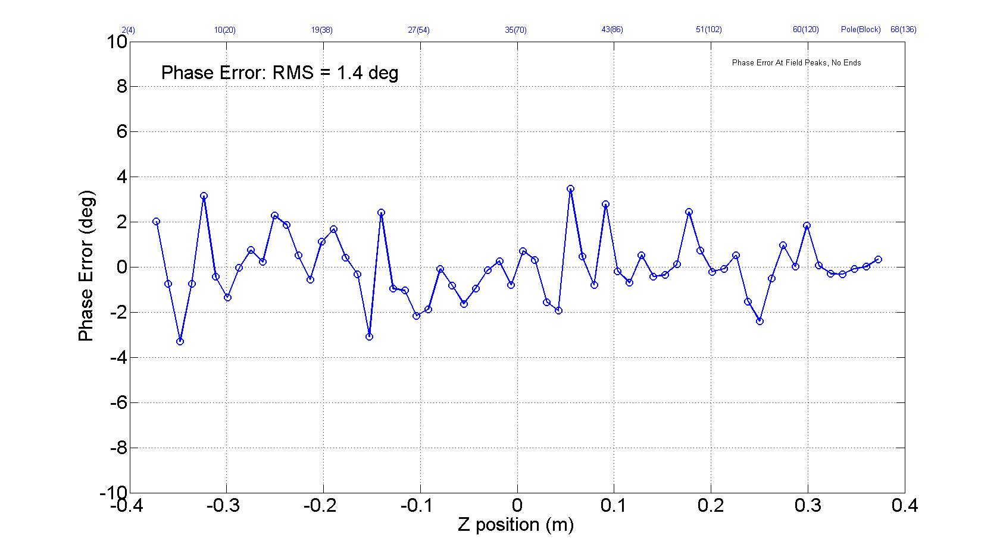 2(4) 10(20) 19(38) 27(54) 35(70) 43(86) 51(102) 60(120) Pole(Block) 68(136)
10
Phase Error At Field Peaks, No Ends
Phase Error: RMS = 1.4 deg
8
6
4
2
0
-2
-4
-6
-8
-10
Phase Error (deg)
-0.4 -0.3 -0.2 -0.1 0 0.1 0.2 0.3 0.4
Z position (m)